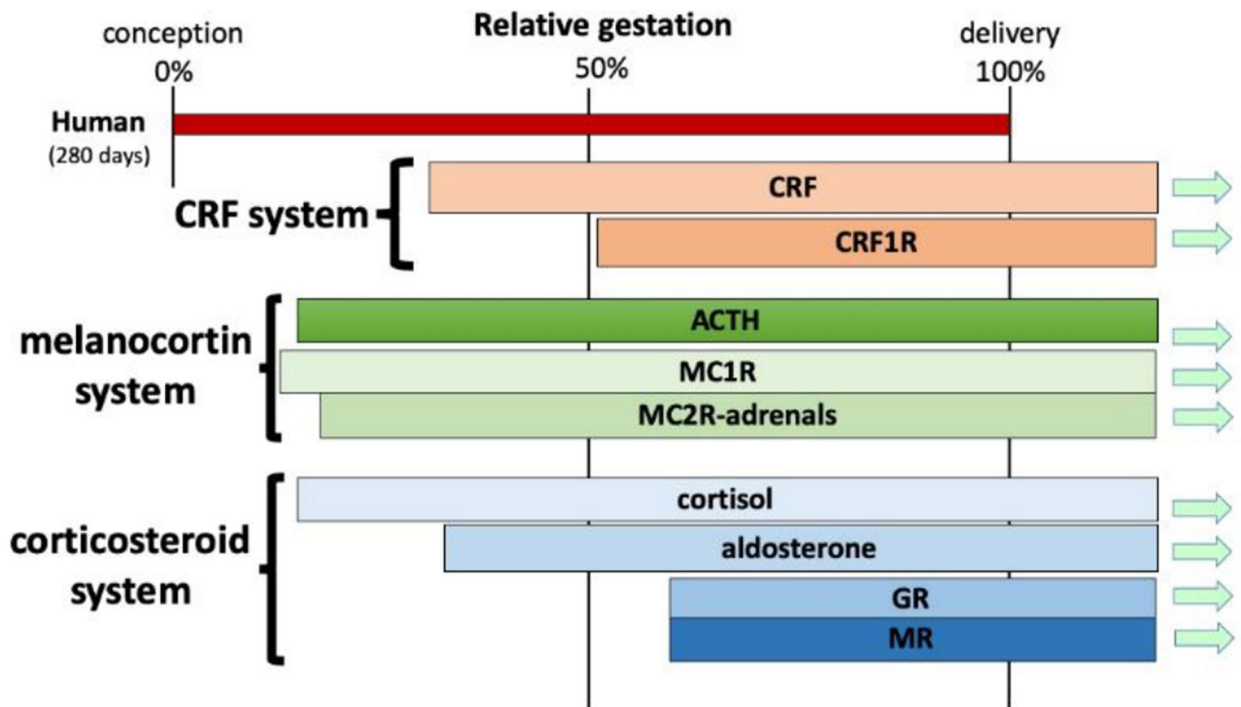 Relative gestation
conception
delivery
0%
50%
100%
Human
(280 days)
CRF system
CRF
CRF1R
melanocortin
system
ACTH
MC1R
MC2R-adrenals
corticosteroid
system
cortisol
aldosterone
GR
MR